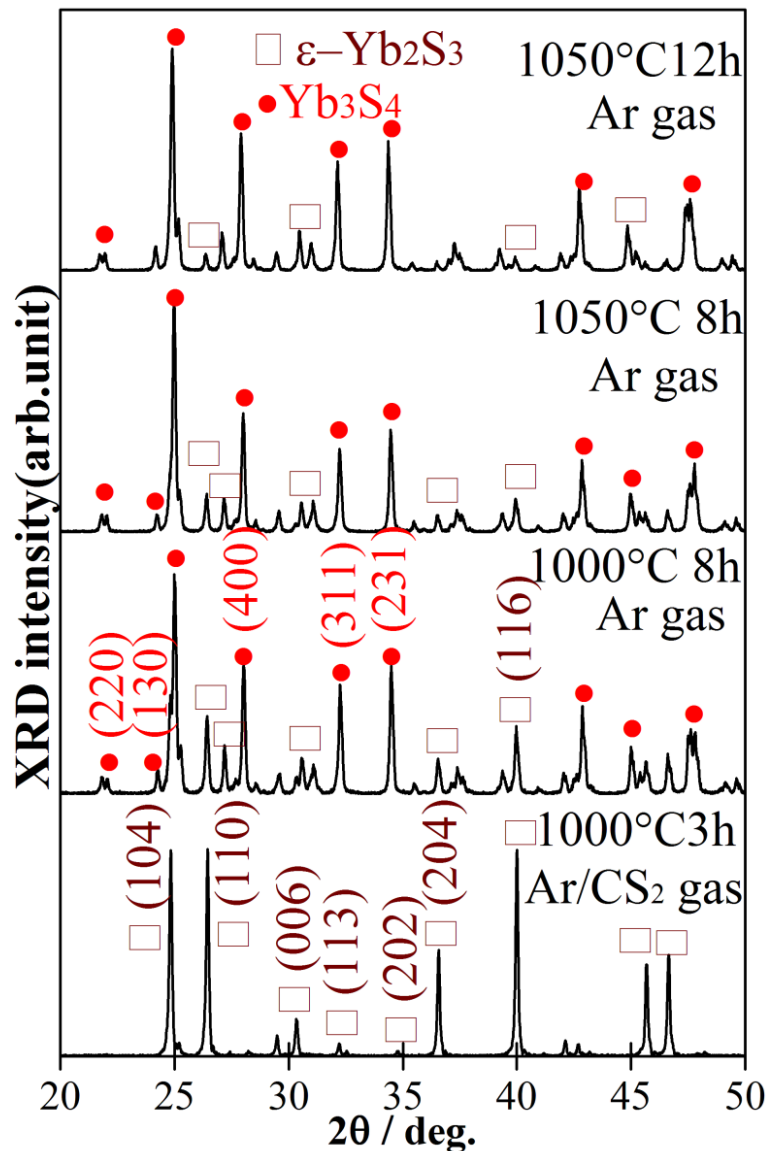 ε–Yb₂S₃
Yb₃S₄
1050°C12h
Ar gas
1050°C 8h
Ar gas
1000°C 8h
Ar gas
(220)
(130)
(400)
(311)
(231)
(116)
1000°C3h
Ar/CS₂ gas
(104)
(110)
(006)
(113)
(202)
(204)
XRD intensity(arb.unit)
20 25 30 35 40 45 50
2θ / deg.